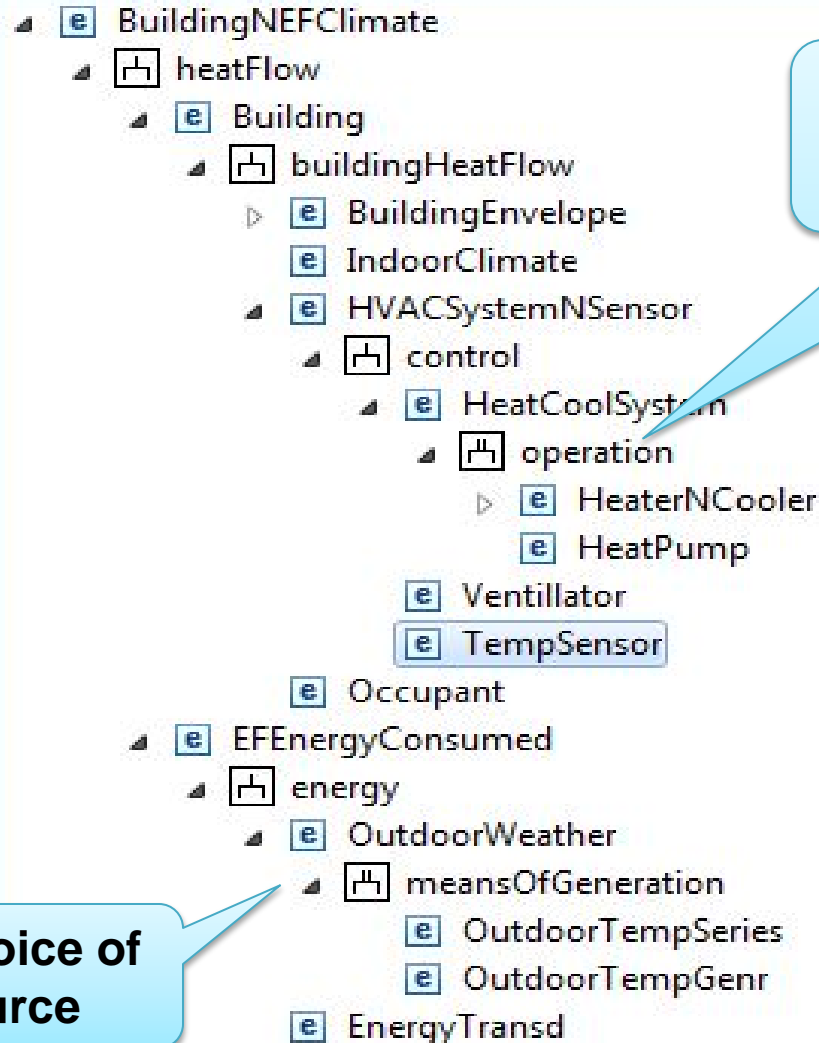 BuildingNEFClimate
heatFlow
Building
buildingHeatFlow
BuildingEnvelope
IndoorClimate
HVACSystemNSensor
control
HeatCoolSystem
operation
HeaterNCooler
HeatPump
Ventillator
TempSensor
Occupant
EFEnergyConsumed
energy
OutdoorWeather
meansOfGeneration
OutdoorTempSeries
OutdoorTempGenr
EnergyTransd
of